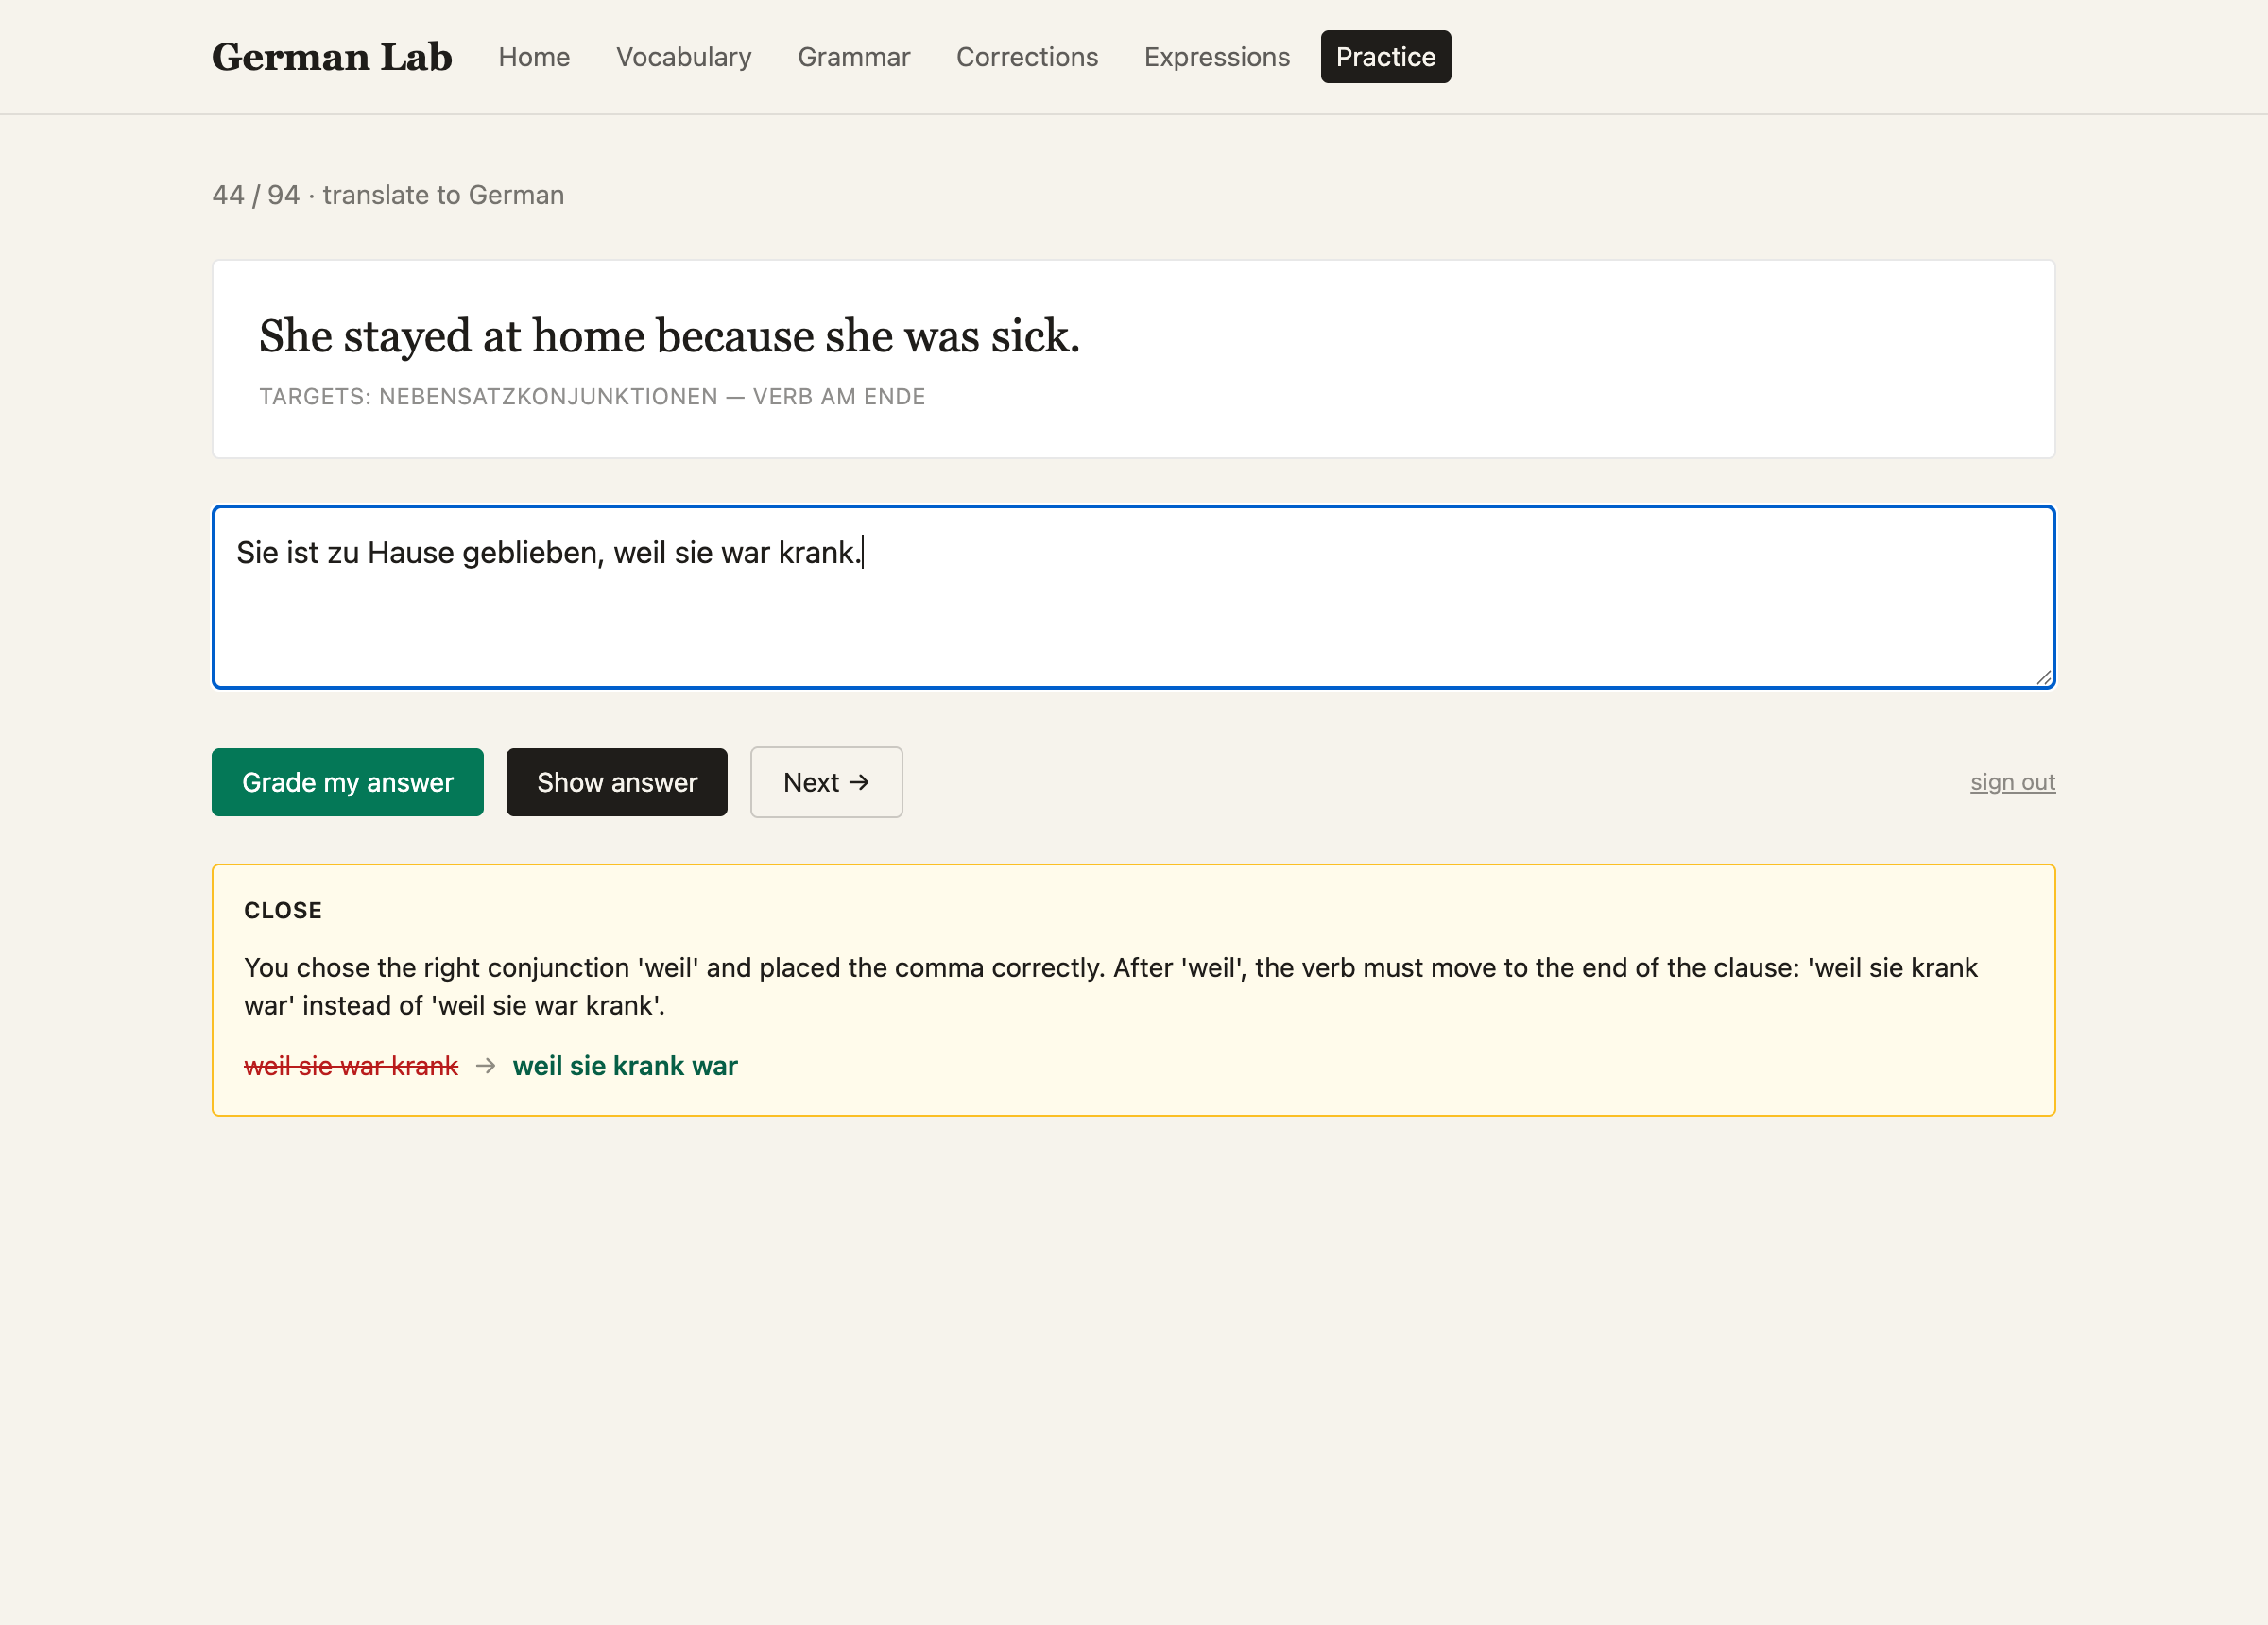 German Lab Home Vocabulary Grammar Corrections Expressions Practice
44 / 94 · translate to German
She stayed at home because she was sick.
TARGETS: NEBENSATZKONJUNKTIONEN — VERB AM ENDE
Sie ist zu Hause geblieben, weil sie war krank.
Grade my answer Show answer Next → sign out
CLOSE
You chose the right conjunction 'weil' and placed the comma correctly. After 'weil', the verb must move to the end of the clause: 'weil sie krank
war' instead of 'weil sie war krank'.
weil sie war krank → weil sie krank war